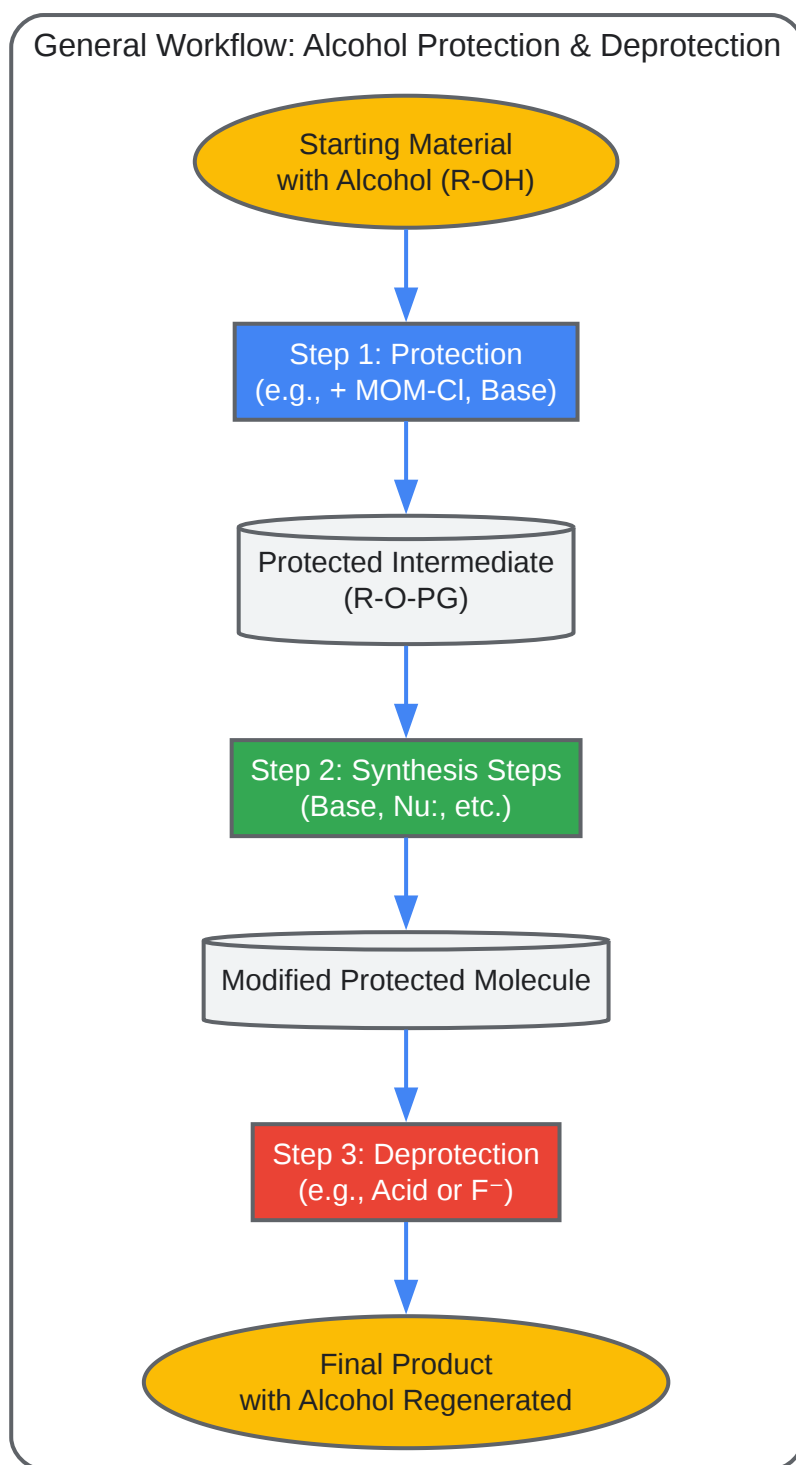 General Workflow: Alcohol Protection & Deprotection
Starting Material
with Alcohol (R-OH)
Step 1: Protection
(e.g., + MOM-Cl, Base)
Protected Intermediate
(R-O-PG)
Step 2: Synthesis Steps
(Base, Nu:, etc.)
Modified Protected Molecule
Step 3: Deprotection
(e.g., Acid or F⁻)
Final Product
with Alcohol Regenerated